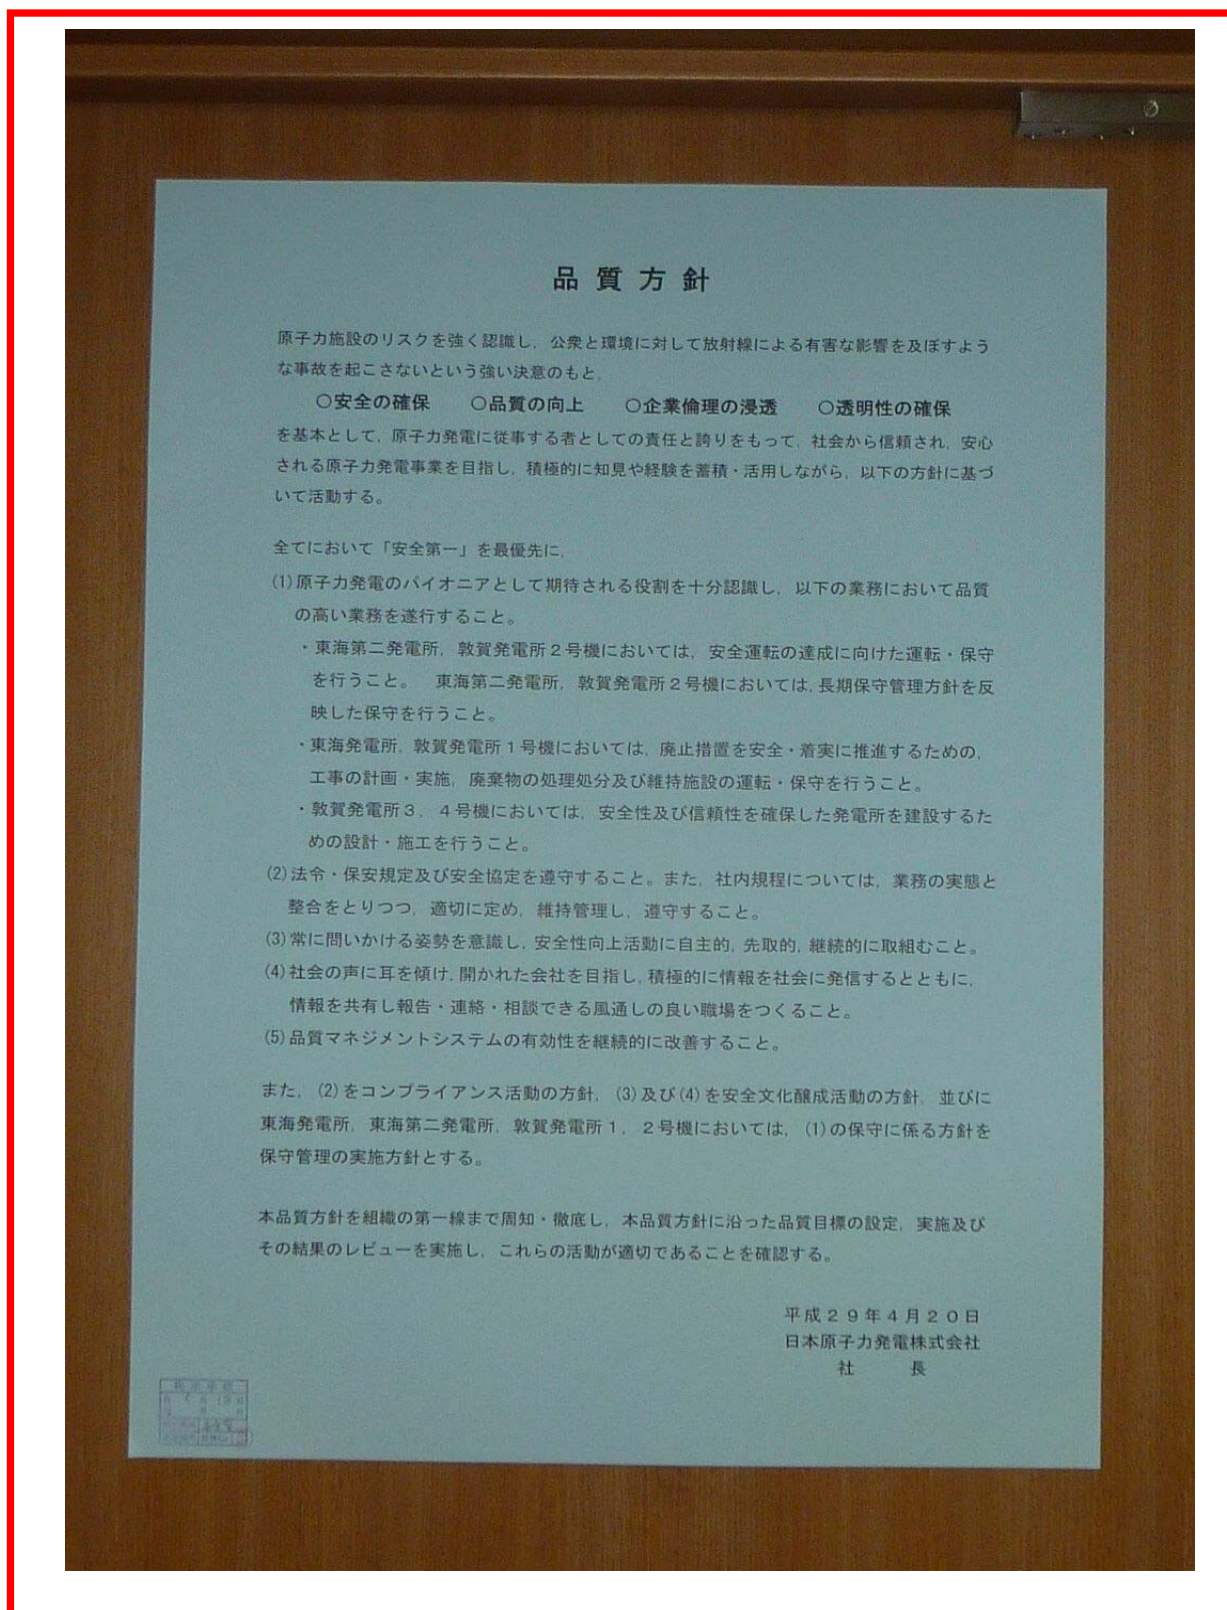 品質方針
原子力施設のリスクを強く認識し，公衆と環境に対して放射線による有害な影響を及ぼすよう
な事故を起こさないという強い決意のもと，
○安全の確保　○品質の向上　○企業倫理の浸透　○透明性の確保
を基本として，原子力発電に従事する者としての責任と誇りをもって，社会から信頼され，安心
される原子力発電事業を目指し，積極的に知見や経験を蓄積・活用しながら，以下の方針に基づ
いて活動する。
全てにおいて「安全第一」を最優先に，
(1)原子力発電のパイオニアとして期待される役割を十分認識し，以下の業務において品質
の高い業務を遂行すること。
・東海第二発電所，敦賀発電所２号機においては，安全運転の達成に向けた運転・保守
を行うこと。　東海第二発電所，敦賀発電所２号機においては，長期保守管理方針を反
映した保守を行うこと。
・東海発電所，敦賀発電所１号機においては，廃止措置を安全・着実に推進するための，
工事の計画・実施，廃棄物の処理処分及び維持施設の運転・保守を行うこと。
・敦賀発電所３，４号機においては，安全性及び信頼性を確保した発電所を建設するた
めの設計・施工を行うこと。
(2)法令・保安規定及び安全協定を遵守すること。また，社内規程については，業務の実態と
整合をとりつつ，適切に定め，維持管理し，遵守すること。
(3)常に問いかける姿勢を意識し，安全性向上活動に自主的，先取的，継続的に取組むこと。
(4)社会の声に耳を傾け，開かれた会社を目指し，積極的に情報を社会に発信するとともに，
情報を共有し報告・連絡・相談できる風通しの良い職場をつくること。
(5)品質マネジメントシステムの有効性を継続的に改善すること。
また，(2)をコンプライアンス活動の方針，(3)及び(4)を安全文化醸成活動の方針，並びに
東海発電所，東海第二発電所，敦賀発電所１，２号機においては，(1)の保守に係る方針を
保守管理の実施方針とする。
本品質方針を組織の第一線まで周知・徹底し，本品質方針に沿った品質目標の設定，実施及び
その結果のレビューを実施し，これらの活動が適切であることを確認する。
平成２９年４月２０日
日本原子力発電株式会社
社　長